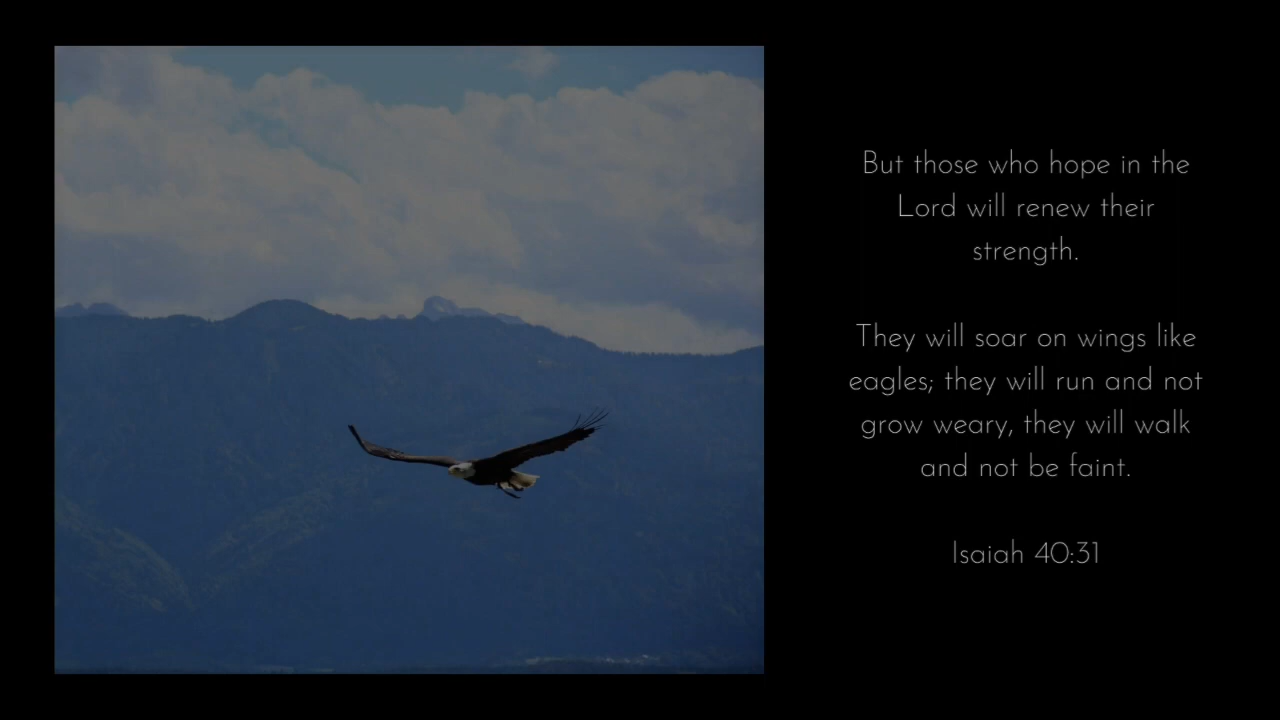 But those who hope in the
Lord will renew their
strength.
They will soar on wings like
eagles; they will run and not
grow weary, they will walk
and not be faint.
Isaiah 40:31